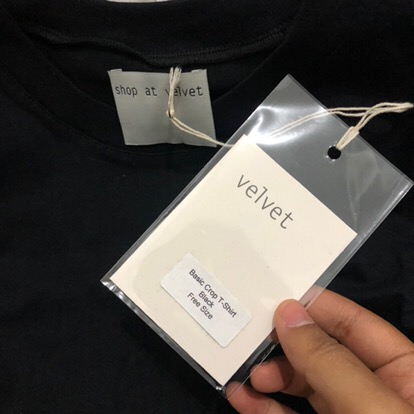 shop at velvet
velvet
Basic Crop T-Shirt
Black
Free Size